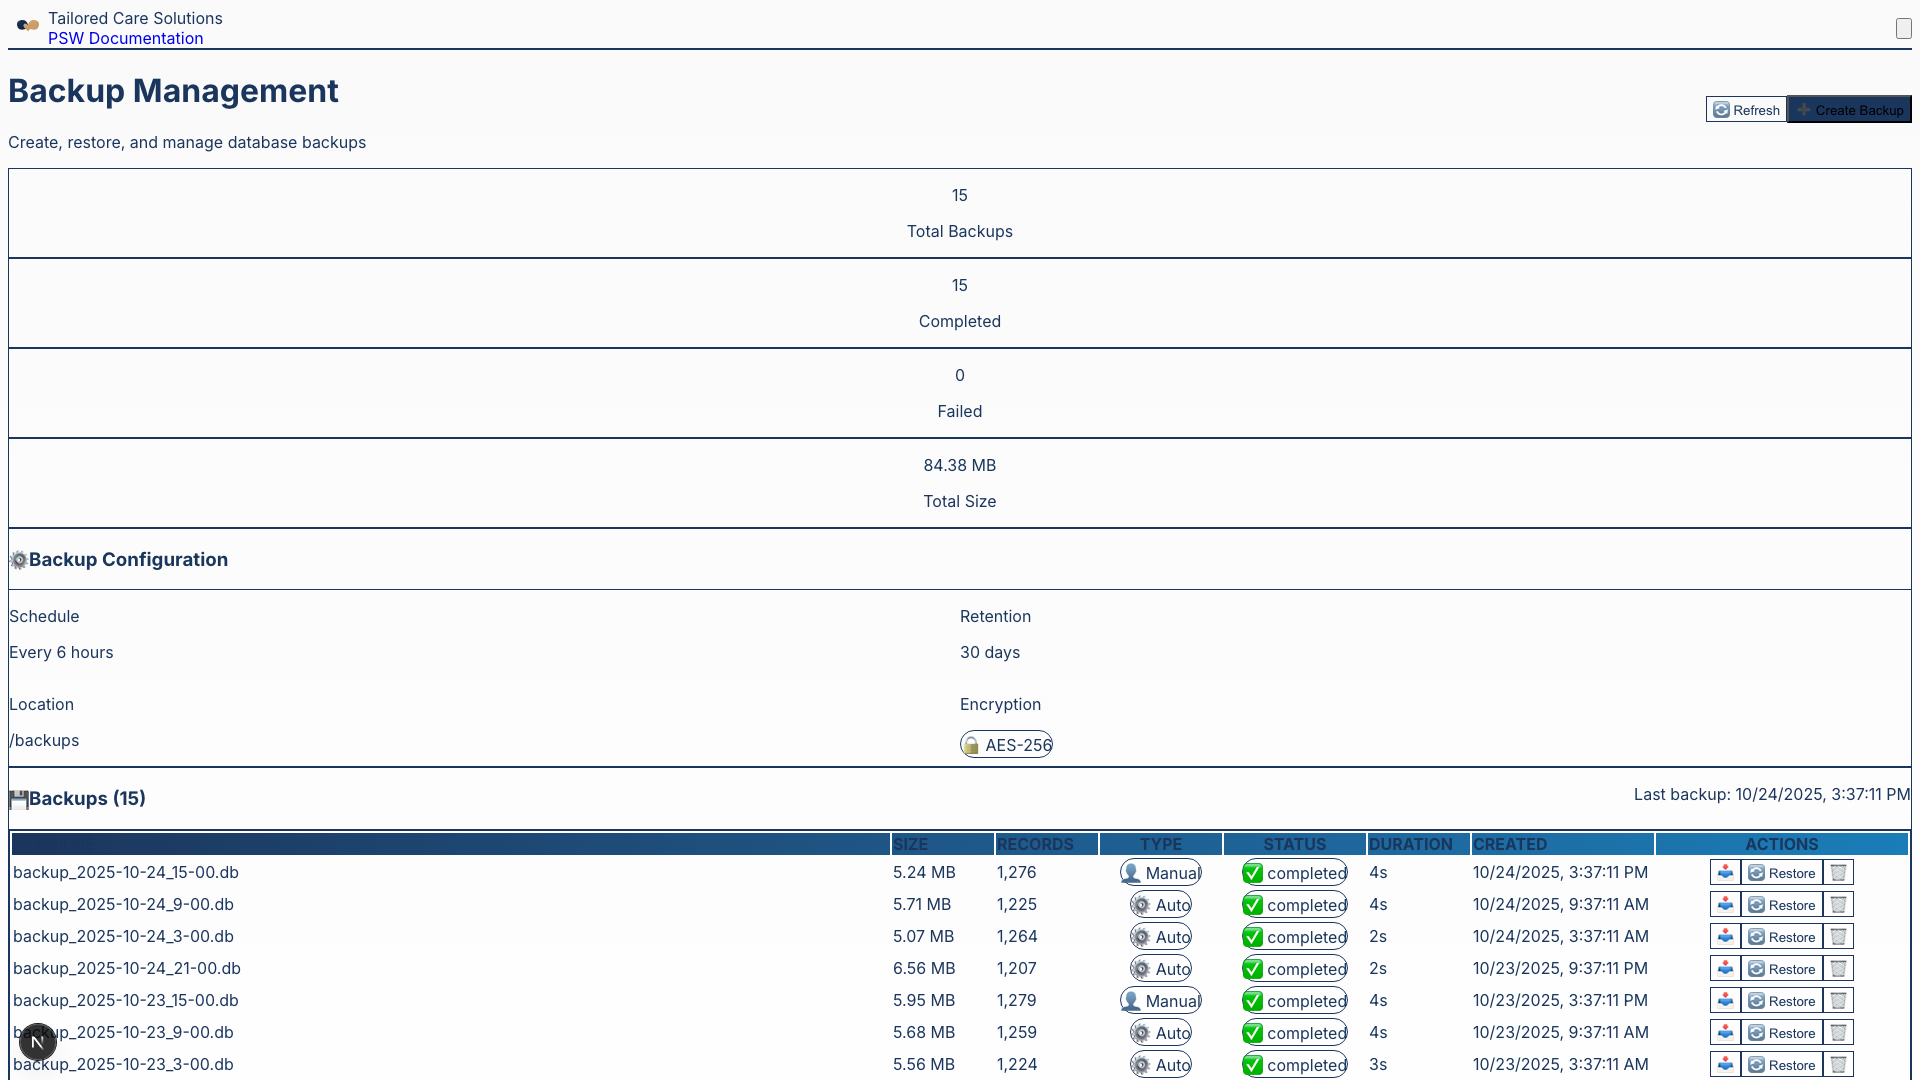 Tailored Care Solutions
PSW Documentation
Backup Management
Refresh
Create Backup
Create, restore, and manage database backups
15
Total Backups
15
Completed
0
Failed
84.38 MB
Total Size
Backup Configuration
Schedule
Retention
Every 6 hours
30 days
Location
Encryption
/backups
AES-256
Backups (15)
Last backup: 10/24/2025, 3:37:11 PM
SIZE RECORDS TYPE STATUS DURATION CREATED ACTIONS
backup_2025-10-24_15-00.db 5.24 MB 1,276 Manual completed 4s 10/24/2025, 3:37:11 PM Restore
backup_2025-10-24_9-00.db 5.71 MB 1,225 Auto completed 4s 10/24/2025, 9:37:11 AM Restore
backup_2025-10-24_3-00.db 5.07 MB 1,264 Auto completed 2s 10/24/2025, 3:37:11 AM Restore
backup_2025-10-24_21-00.db 6.56 MB 1,207 Auto completed 2s 10/23/2025, 9:37:11 PM Restore
backup_2025-10-23_15-00.db 5.95 MB 1,279 Manual completed 4s 10/23/2025, 3:37:11 PM Restore
backup_2025-10-23_9-00.db 5.68 MB 1,259 Auto completed 4s 10/23/2025, 9:37:11 AM Restore
N
backup_2025-10-23_3-00.db 5.56 MB 1,224 Auto completed 3s 10/23/2025, 3:37:11 AM Restore